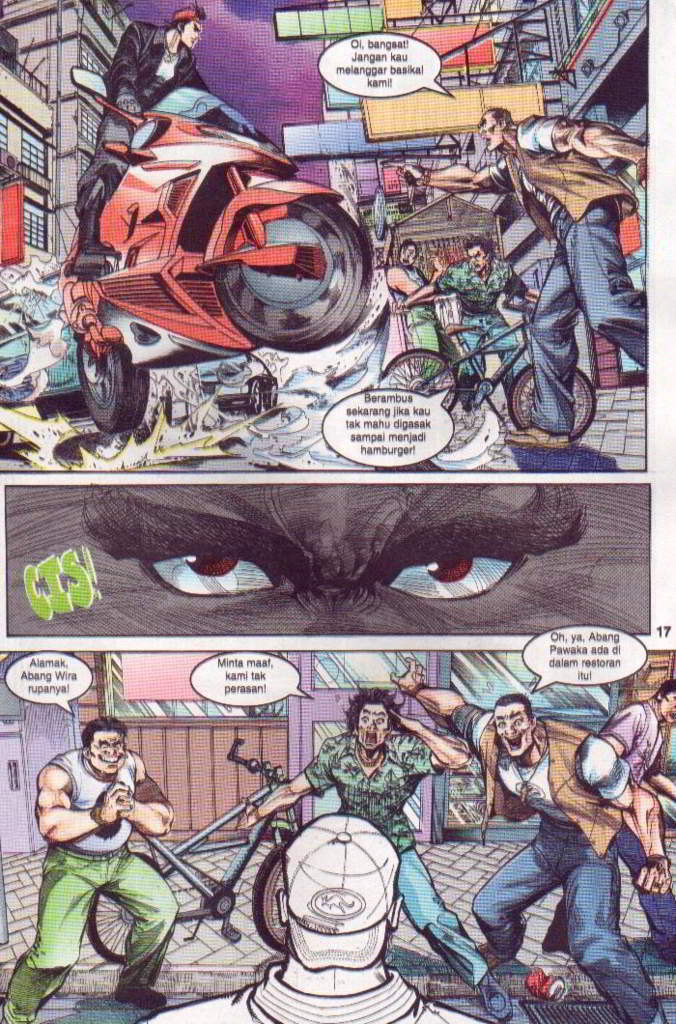 Oi, bangsat!
Jangan kau
melanggar basikal
kami!
Berambus
sekarang jika kau
tak mahu digasak
sampai menjadi
hamburger!
CIS!
17
Alamak,
Abang Wira
rupanya!
Minta maaf,
kami tak
perasan!
Oh, ya, Abang
Pawaka ada di
dalam restoran
itu!